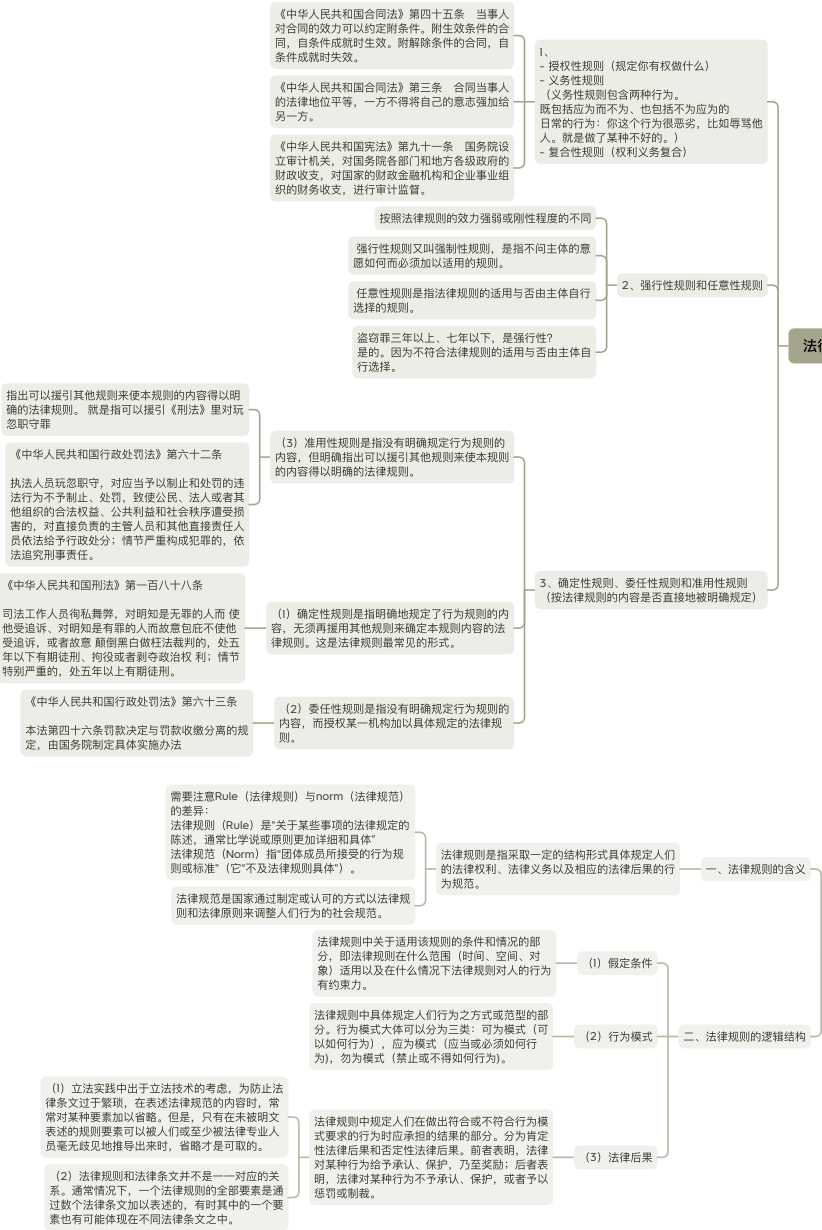 《中华人民共和国合同法》第四十五条　当事人
对合同的效力可以约定附条件。附生效条件的合
同，自条件成就时生效。附解除条件的合同，自
条件成就时失效。
《中华人民共和国合同法》第三条　合同当事人
的法律地位平等，一方不得将自己的意志强加给
另一方。
《中华人民共和国宪法》第九十一条　国务院设
立审计机关，对国务院各部门和地方各级政府的
财政收支，对国家的财政金融机构和企业事业组
织的财务收支，进行审计监督。
1、
- 授权性规则（规定你有权做什么）
- 义务性规则
（义务性规则包含两种行为。
既包括应为而不为、也包括不为应为的
日常的行为：你这个行为很恶劣，比如辱骂他
人。就是做了某种不好的。）
- 复合性规则（权利义务复合）
按照法律规则的效力强弱或刚性程度的不同
强行性规则又叫强制性规则，是指不问主体的意
愿如何而必须加以适用的规则。
任意性规则是指法律规则的适用与否由主体自行
选择的规则。
盗窃罪三年以上、七年以下，是强行性?
是的。因为不符合法律规则的适用与否由主体自
行选择。
2、强行性规则和任意性规则
指出可以援引其他规则来使本规则的内容得以明
确的法律规则。 就是指可以援引《刑法》里对玩
忽职守罪
《中华人民共和国行政处罚法》第六十二条
执法人员玩忽职守，对应当予以制止和处罚的违
法行为不予制止、处罚，致使公民、法人或者其
他组织的合法权益、公共利益和社会秩序遭受损
害的，对直接负责的主管人员和其他直接责任人
员依法给予行政处分；情节严重构成犯罪的，依
法追究刑事责任。
（3）准用性规则是指没有明确规定行为规则的
内容，但明确指出可以援引其他规则来使本规则
的内容得以明确的法律规则。
《中华人民共和国刑法》第一百八十八条
司法工作人员徇私舞弊，对明知是无罪的人而 使
他受追诉、对明知是有罪的人而故意包庇不使他
受追诉，或者故意 颠倒黑白做枉法裁判的，处五
年以下有期徒刑、拘役或者剥夺政治权 利；情节
特别严重的，处五年以上有期徒刑。
（1）确定性规则是指明确地规定了行为规则的内
容，无须再援用其他规则来确定本规则内容的法
律规则。这是法律规则最常见的形式。
《中华人民共和国行政处罚法》第六十三条
本法第四十六条罚款决定与罚款收缴分离的规
定，由国务院制定具体实施办法
（2）委任性规则是指没有明确规定行为规则的
内容，而授权某一机构加以具体规定的法律规
则。
3、确定性规则、委任性规则和准用性规则
（按法律规则的内容是否直接地被明确规定）
法
需要注意Rule（法律规则）与norm（法律规范）
的差异：
法律规则（Rule）是"关于某些事项的法律规定的
陈述，通常比学说或原则更加详细和具体"
法律规范（Norm）指"团体成员所接受的行为规
则或标准"（它"不及法律规则具体"）。
法律规范是国家通过制定或认可的方式以法律规
则和法律原则来调整人们行为的社会规范。
法律规则是指采取一定的结构形式具体规定人们
的法律权利、法律义务以及相应的法律后果的行
为规范。
一、法律规则的含义
法律规则中关于适用该规则的条件和情况的部
分，即法律规则在什么范围（时间、空间、对
象）适用以及在什么情况下法律规则对人的行为
有约束力。
（1）假定条件
法律规则中具体规定人们行为之方式或范型的部
分。行为模式大体可以分为三类：可为模式（可
以如何行为），应为模式（应当或必须如何行
为)，勿为模式（禁止或不得如何行为)。
（2）行为模式
二、法律规则的逻辑结构
（1）立法实践中出于立法技术的考虑，为防止法
律条文过于繁琐，在表述法律规范的内容时，常
常对某种要素加以省略。但是，只有在未被明文
表述的规则要素可以被人们或至少被法律专业人
员毫无歧见地推导出来时，省略才是可取的。
（2）法律规则和法律条文并不是一一对应的关
系。通常情况下，一个法律规则的全部要素是通
过数个法律条文加以表述的，有时其中的一个要
素也有可能体现在不同法律条文之中。
法律规则中规定人们在做出符合或不符合行为模
式要求的行为时应承担的结果的部分。分为肯定
性法律后果和否定性法律后果。前者表明，法律
对某种行为给予承认、保护，乃至奖励；后者表
明，法律对某种行为不予承认、保护，或者予以
惩罚或制裁。
（3）法律后果